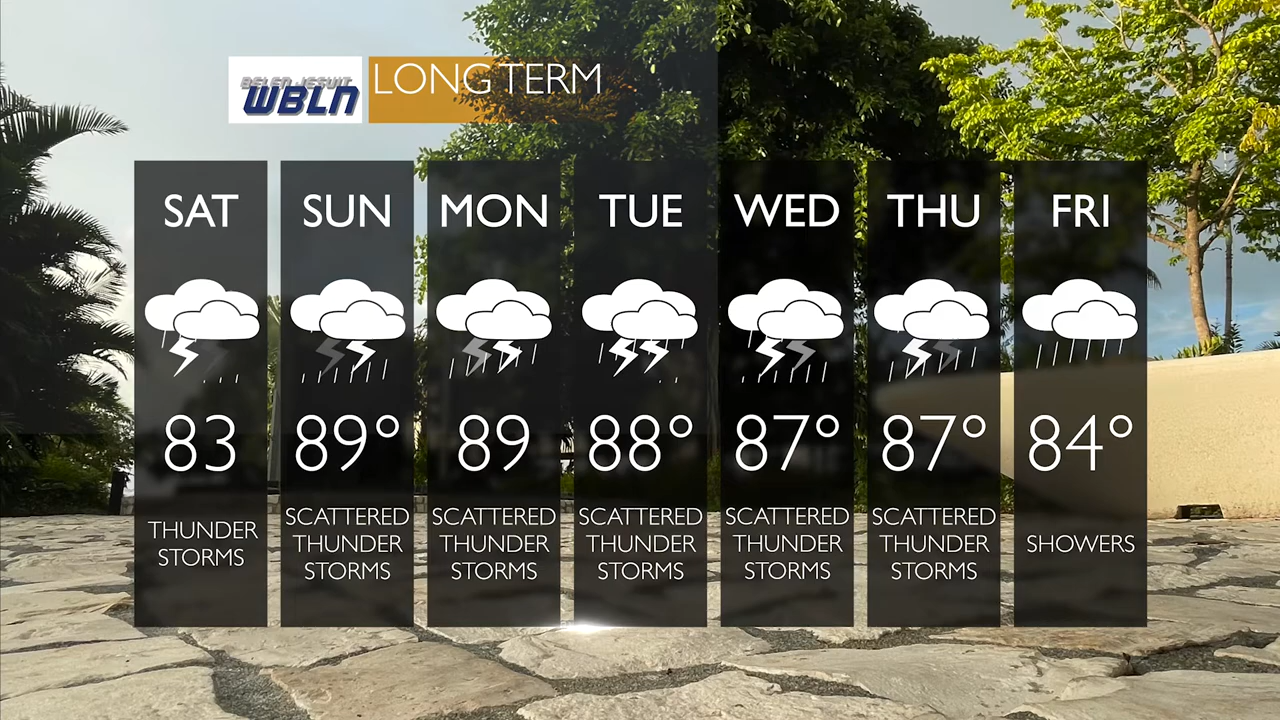 BELEN JESUIT
WBLN
LONG TERM
SAT
SUN
MON
TUE
WED
THU
FRI
83
89°
89
88°
87°
87°
84°
THUNDER
STORMS
SCATTERED
THUNDER
STORMS
SCATTERED
THUNDER
STORMS
SCATTERED
THUNDER
STORMS
SCATTERED
THUNDER
STORMS
SCATTERED
THUNDER
STORMS
SHOWERS